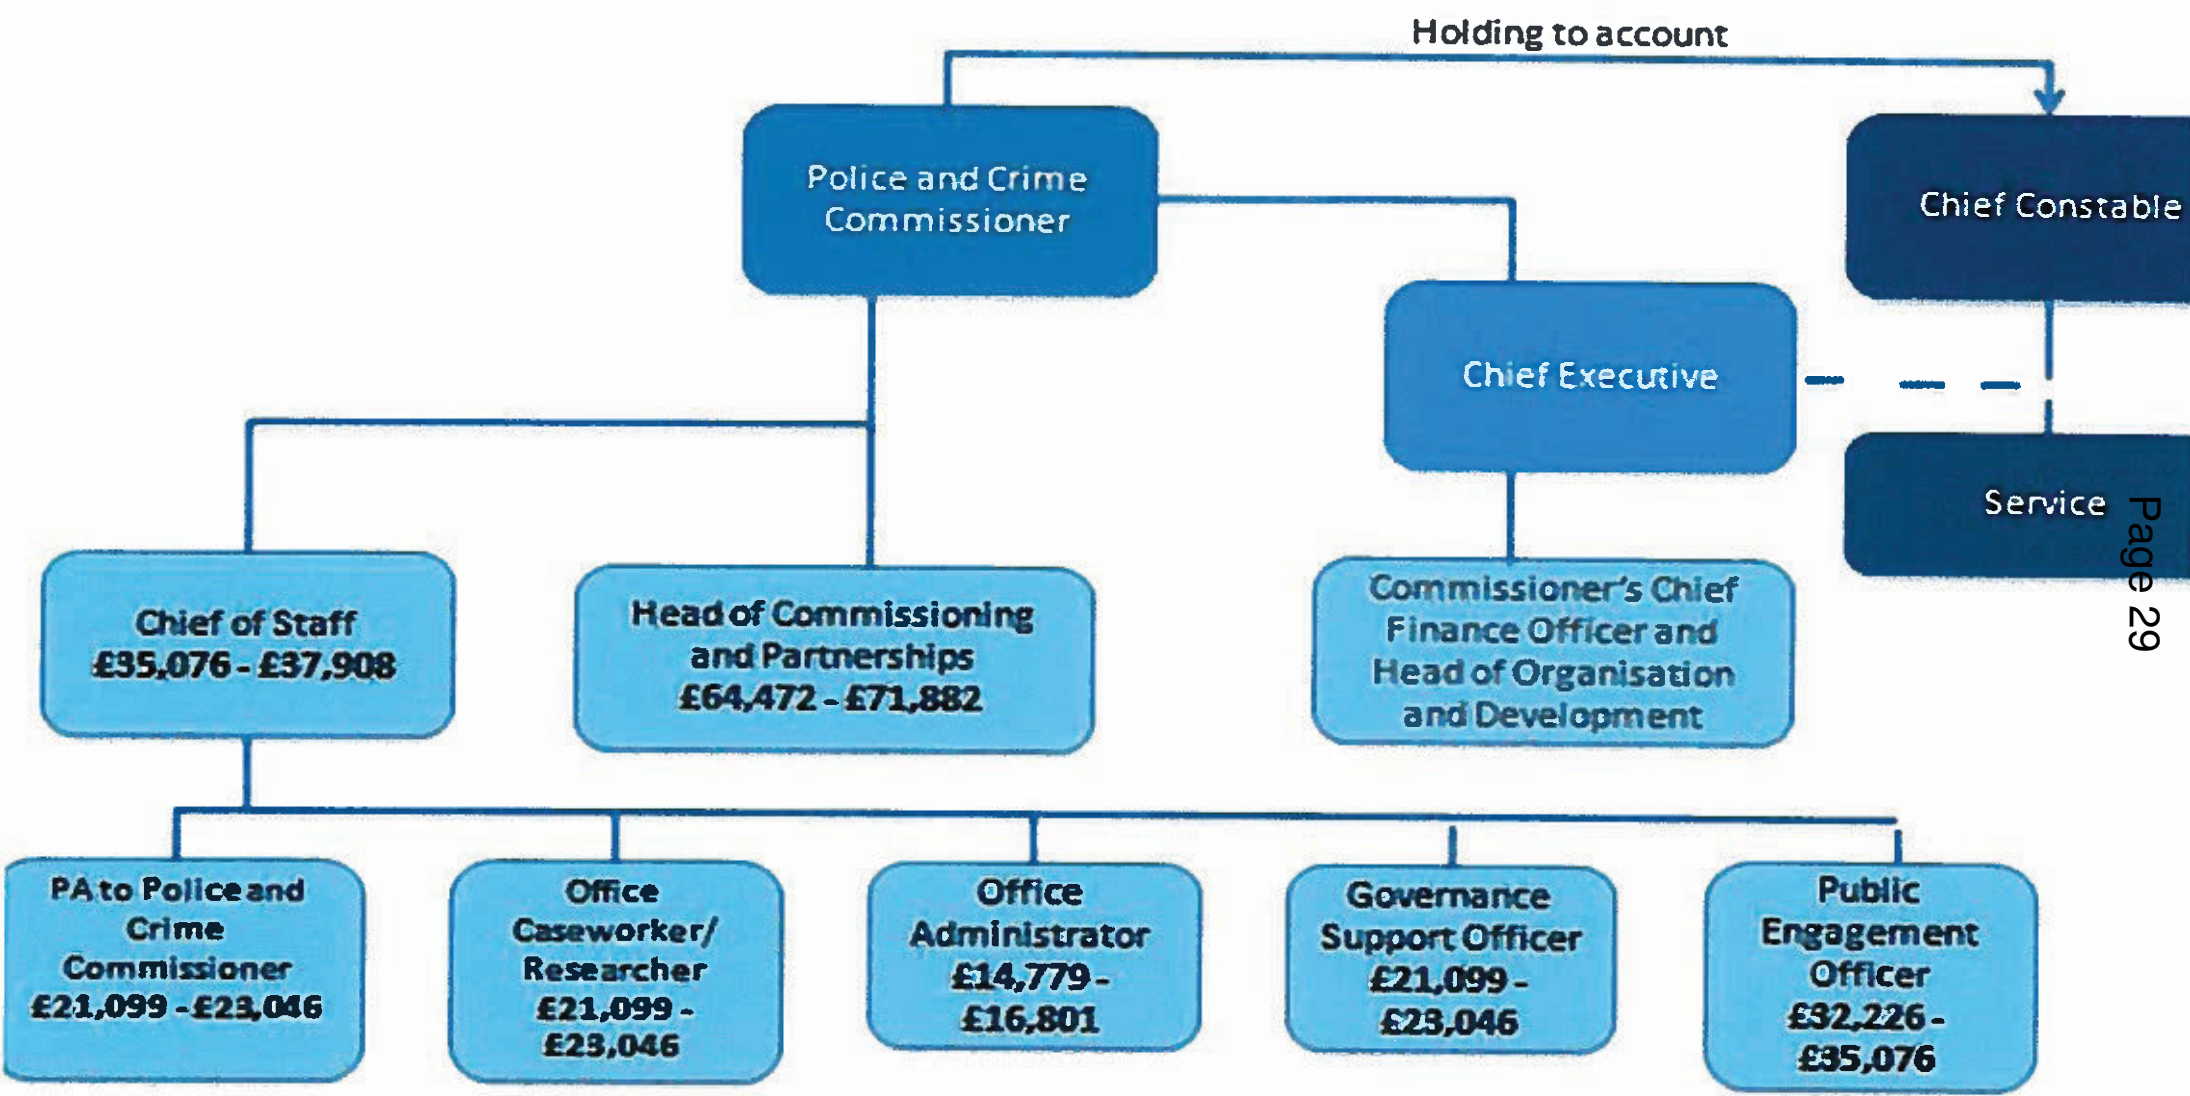 Holding to account
Police and Crime
Commissioner
Chief Constable
Chief Executive
Service
Page 29
Chief of Staff
£35,076 - £37,908
Head of Commissioning
and Partnerships
£64,472 - £71,882
Commissioner's Chief
Finance Officer and
Head of Organisation
and Development
PA to Police and
Crime
Commissioner
£21,099 - £23,046
Office
Caseworker/
Researcher
£21,099 -
£23,046
Office
Administrator
£14,779 -
£16,801
Governance
Support Officer
£21,099 -
£23,046
Public
Engagement
Officer
£32,226 -
£35,076